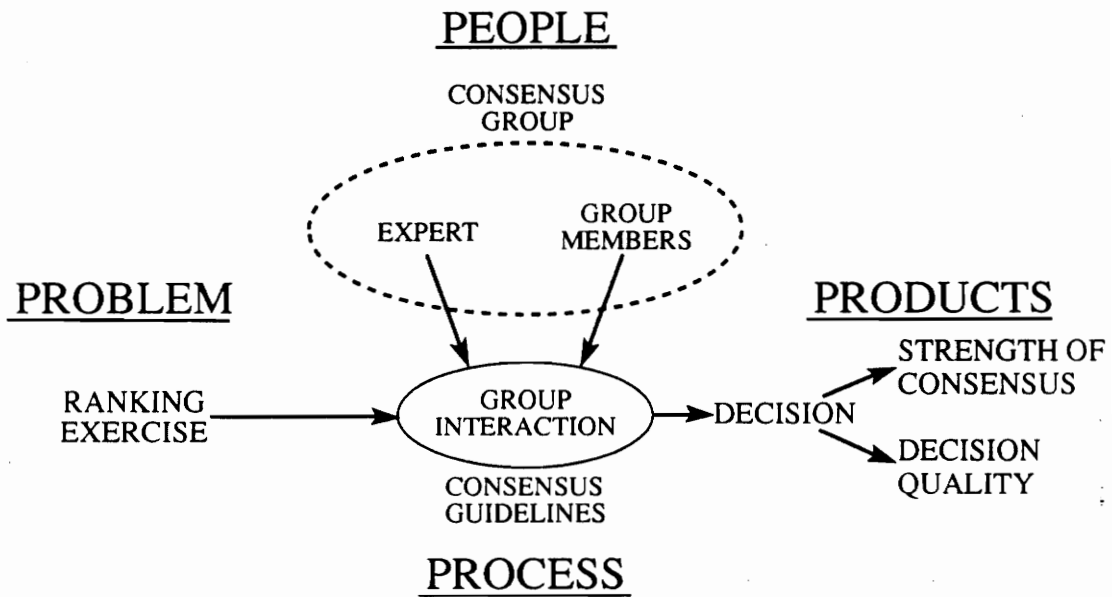 PEOPLE
CONSENSUS
GROUP
EXPERT
GROUP
MEMBERS
PROBLEM
RANKING
EXERCISE
GROUP
INTERACTION
CONSENSUS
GUIDELINES
PROCESS
PRODUCTS
DECISION
STRENGTH OF
CONSENSUS
DECISION
QUALITY